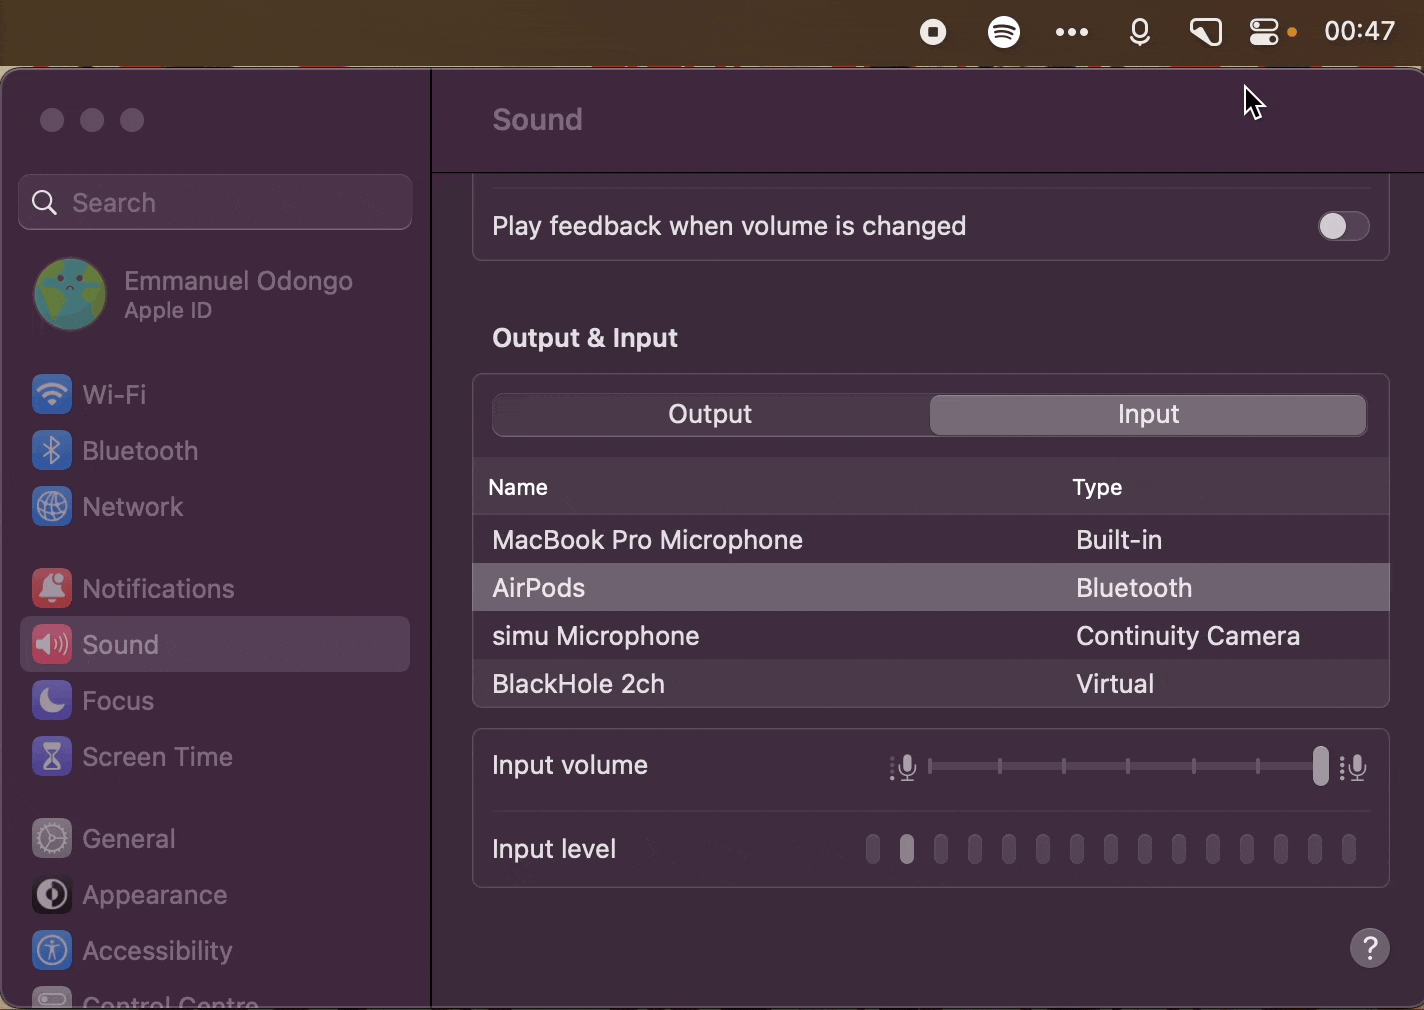 00:47
Sound
Search
Play feedback when volume is changed
Emmanuel Odongo
Apple ID
Output & Input
Wi-Fi
Bluetooth
Network
Notifications
Sound
Focus
Screen Time
General
Appearance
Accessibility
Control Centre
Output Input
Name Type
MacBook Pro Microphone Built-in
AirPods Bluetooth
simu Microphone Continuity Camera
BlackHole 2ch Virtual
Input volume
Input level
?